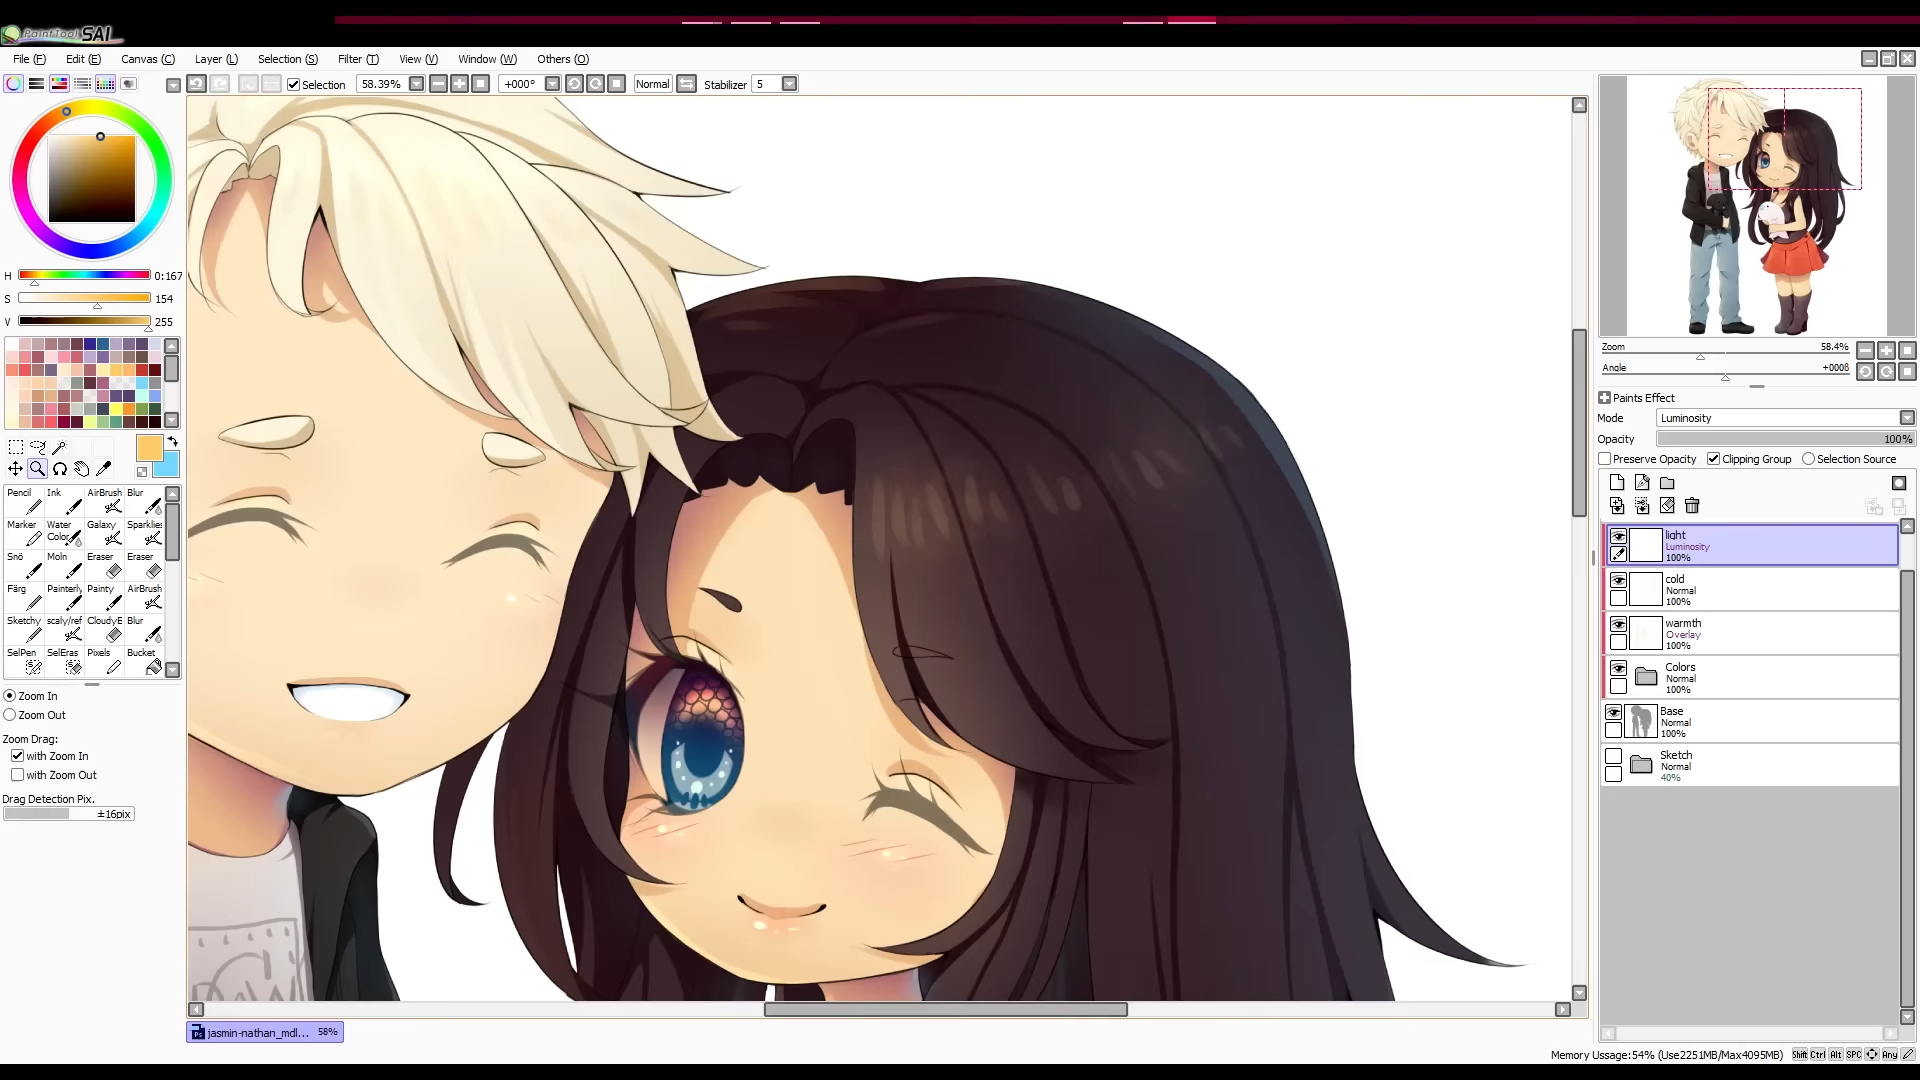 PaintTool SAI
File (F) Edit (E) Canvas (C) Layer (L) Selection (S) Filter (T) View (V) Window (W) Others (O)
Selection 58.39% +000° Normal Stabilizer 5
H 0:167
S 154
V 255
Pencil Ink AirBrush Blur
Marker Water Color Galaxy Sparkles
Snö Moln Eraser Eraser
Färg Painterly Painty AirBrush
Sketchy scaly/ref CloudyE Blur
SelPen SelEras Pixels Bucket
Zoom In
Zoom Out
Zoom Drag:
with Zoom In
with Zoom Out
Drag Detection Pix.
±16pix
Zoom 58.4%
Angle +000ß
Paints Effect
Mode Luminosity
Opacity 100%
Preserve Opacity Clipping Group Selection Source
light
Luminosity
100%
cold
Normal
100%
warmth
Overlay
100%
Colors
Normal
100%
Base
Normal
100%
Sketch
Normal
40%
jasmin-nathan_mdl... 58%
Memory Ussage:54% (Use2251MB/Max4095MB) Shift Ctrl Alt SPC Any